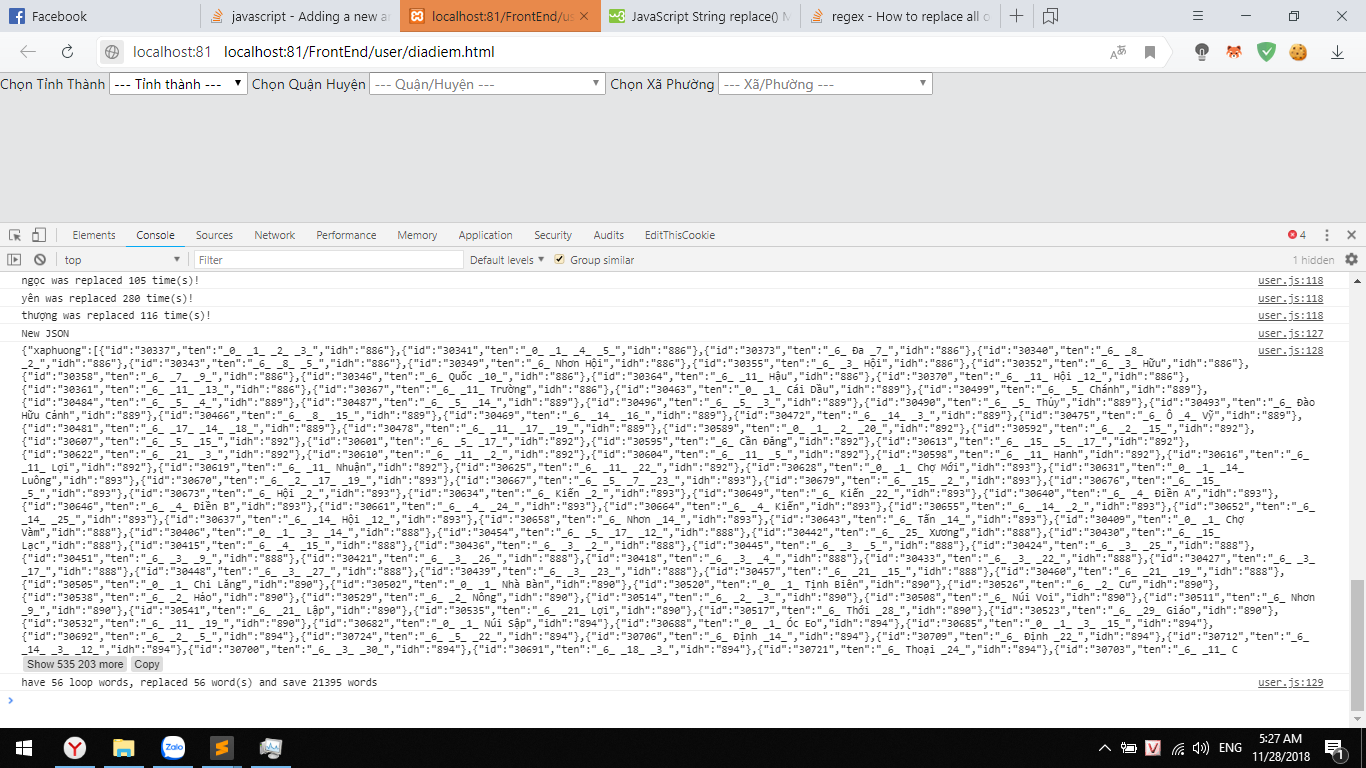 Facebook
javascript - Adding a new ar
localhost:81/FrontEnd/us
JavaScript String replace() M
regex - How to replace all o
localhost:81 localhost:81/FrontEnd/user/diadiem.html
Chọn Tỉnh Thành --- Tỉnh thành --- Chọn Quận Huyện --- Quận/Huyện --- Chọn Xã Phường --- Xã/Phường ---
Elements Console Sources Network Performance Memory Application Security Audits EditThisCookie 4
top Filter Default levels Group similar 1 hidden
ngọc was replaced 105 time(s)! user.js:118
yên was replaced 280 time(s)! user.js:118
thượng was replaced 116 time(s)! user.js:118
New JSON user.js:127
{"xaphuong":[{"id":"30337","ten":"_0_ _1_ _2_ _3_","idh":"886"},{"id":"30341","ten":"_0_ _1_ _4_ _5_","idh":"886"},{"id":"30373","ten":"_6_ Đa _7_","idh":"886"},{"id":"30340","ten":"_6_ _8_ user.js:128
_2_","idh":"886"},{"id":"30343","ten":"_6_ _8_ _5_","idh":"886"},{"id":"30349","ten":"_6_ Nhơn Hội","idh":"886"},{"id":"30355","ten":"_6_ _3_ Hội","idh":"886"},{"id":"30352","ten":"_6_ _3_ Hữu","idh":"886"},
{"id":"30358","ten":"_6_ _7_ _9_","idh":"886"},{"id":"30346","ten":"_6_ Quốc _10_","idh":"886"},{"id":"30364","ten":"_6_ _11_ Hậu","idh":"886"},{"id":"30370","ten":"_6_ _11_ Hội _12_","idh":"886"},
{"id":"30361","ten":"_6_ _11_ _13_","idh":"886"},{"id":"30367","ten":"_6_ _11_ Trường","idh":"886"},{"id":"30463","ten":"_0_ _1_ Cái Dầu","idh":"889"},{"id":"30499","ten":"_6_ _5_ Chánh","idh":"889"},
{"id":"30484","ten":"_6_ _5_ _4_","idh":"889"},{"id":"30487","ten":"_6_ _5_ _14_","idh":"889"},{"id":"30496","ten":"_6_ _5_ _3_","idh":"889"},{"id":"30490","ten":"_6_ _5_ Thủy","idh":"889"},{"id":"30493","ten":"_6_ Đào
Hữu Cảnh","idh":"889"},{"id":"30466","ten":"_6_ _8_ _15_","idh":"889"},{"id":"30469","ten":"_6_ _14_ _16_","idh":"889"},{"id":"30472","ten":"_6_ _14_ _3_","idh":"889"},{"id":"30475","ten":"_6_ Ô _4_ Vỹ","idh":"889"},
{"id":"30481","ten":"_6_ _17_ _14_ _18_","idh":"889"},{"id":"30478","ten":"_6_ _11_ _17_ _19_","idh":"889"},{"id":"30589","ten":"_0_ _1_ _2_ _20_","idh":"892"},{"id":"30592","ten":"_6_ _2_ _15_","idh":"892"},
{"id":"30607","ten":"_6_ _5_ _15_","idh":"892"},{"id":"30601","ten":"_6_ _5_ _17_","idh":"892"},{"id":"30595","ten":"_6_ Cần Đăng","idh":"892"},{"id":"30613","ten":"_6_ _15_ _5_ _17_","idh":"892"},
{"id":"30622","ten":"_6_ _21_ _3_","idh":"892"},{"id":"30610","ten":"_6_ _11_ _2_","idh":"892"},{"id":"30604","ten":"_6_ _11_ _5_","idh":"892"},{"id":"30598","ten":"_6_ _11_ Hanh","idh":"892"},{"id":"30616","ten":"_6_
_11_ Lợi","idh":"892"},{"id":"30619","ten":"_6_ _11_ Nhuận","idh":"892"},{"id":"30625","ten":"_6_ _11_ _22_","idh":"892"},{"id":"30628","ten":"_0_ _1_ Chợ Mới","idh":"893"},{"id":"30631","ten":"_0_ _1_ _14_
Luông","idh":"893"},{"id":"30670","ten":"_6_ _2_ _17_ _19_","idh":"893"},{"id":"30667","ten":"_6_ _5_ _7_ _23_","idh":"893"},{"id":"30679","ten":"_6_ _15_ _2_","idh":"893"},{"id":"30676","ten":"_6_ _15_
_5_","idh":"893"},{"id":"30673","ten":"_6_ Hội _2_","idh":"893"},{"id":"30634","ten":"_6_ Kiến _2_","idh":"893"},{"id":"30649","ten":"_6_ Kiến _22_","idh":"893"},{"id":"30640","ten":"_6_ _4_ Điền A","idh":"893"},
{"id":"30646","ten":"_6_ _4_ Điền B","idh":"893"},{"id":"30661","ten":"_6_ _4_ _24_","idh":"893"},{"id":"30664","ten":"_6_ _4_ Kiến","idh":"893"},{"id":"30655","ten":"_6_ _14_ _2_","idh":"893"},{"id":"30652","ten":"_6_
_14_ _25_","idh":"893"},{"id":"30637","ten":"_6_ _14_ Hội _12_","idh":"893"},{"id":"30658","ten":"_6_ Nhơn _14_","idh":"893"},{"id":"30643","ten":"_6_ Tấn _14_","idh":"893"},{"id":"30409","ten":"_0_ _1_ Chợ
Vàm","idh":"888"},{"id":"30406","ten":"_0_ _1_ _3_ _14_","idh":"888"},{"id":"30454","ten":"_6_ _5_ _17_ _12_","idh":"888"},{"id":"30442","ten":"_6_ _25_ Xương","idh":"888"},{"id":"30430","ten":"_6_ _15_
Lạc","idh":"888"},{"id":"30415","ten":"_6_ _4_ _15_","idh":"888"},{"id":"30436","ten":"_6_ _3_ _2_","idh":"888"},{"id":"30445","ten":"_6_ _3_ _5_","idh":"888"},{"id":"30424","ten":"_6_ _3_ _25_","idh":"888"},
{"id":"30451","ten":"_6_ _3_ _9_","idh":"888"},{"id":"30421","ten":"_6_ _3_ _26_","idh":"888"},{"id":"30418","ten":"_6_ _3_ _4_","idh":"888"},{"id":"30433","ten":"_6_ _3_ _22_","idh":"888"},{"id":"30427","ten":"_6_ _3_
_17_","idh":"888"},{"id":"30448","ten":"_6_ _3_ _27_","idh":"888"},{"id":"30439","ten":"_6_ _3_ _23_","idh":"888"},{"id":"30457","ten":"_6_ _21_ _15_","idh":"888"},{"id":"30460","ten":"_6_ _21_ _19_","idh":"888"},
{"id":"30505","ten":"_0_ _1_ Chi Lăng","idh":"890"},{"id":"30502","ten":"_0_ _1_ Nhà Bàn","idh":"890"},{"id":"30520","ten":"_0_ _1_ Tịnh Biên","idh":"890"},{"id":"30526","ten":"_6_ _2_ Cư","idh":"890"},
{"id":"30538","ten":"_6_ _2_ Hảo","idh":"890"},{"id":"30529","ten":"_6_ _2_ Nông","idh":"890"},{"id":"30514","ten":"_6_ _2_ _3_","idh":"890"},{"id":"30508","ten":"_6_ Núi Voi","idh":"890"},{"id":"30511","ten":"_6_ Nhơn
_9_","idh":"890"},{"id":"30541","ten":"_6_ _21_ Lập","idh":"890"},{"id":"30535","ten":"_6_ _21_ Lợi","idh":"890"},{"id":"30517","ten":"_6_ Thới _28_","idh":"890"},{"id":"30523","ten":"_6_ _29_ Giáo","idh":"890"},
{"id":"30532","ten":"_6_ _11_ _19_","idh":"890"},{"id":"30682","ten":"_0_ _1_ Núi Sập","idh":"894"},{"id":"30688","ten":"_0_ _1_ Óc Eo","idh":"894"},{"id":"30685","ten":"_0_ _1_ _3_ _15_","idh":"894"},
{"id":"30692","ten":"_6_ _2_ _5_","idh":"894"},{"id":"30724","ten":"_6_ _5_ _22_","idh":"894"},{"id":"30706","ten":"_6_ Định _14_","idh":"894"},{"id":"30709","ten":"_6_ Định _22_","idh":"894"},{"id":"30712","ten":"_6_
_14_ _3_ _12_","idh":"894"},{"id":"30700","ten":"_6_ _3_ _30_","idh":"894"},{"id":"30691","ten":"_6_ _18_ _3_","idh":"894"},{"id":"30721","ten":"_6_ Thoại _24_","idh":"894"},{"id":"30703","ten":"_6_ _11_ C
Show 535 203 more Copy
have 56 loop words, replaced 56 word(s) and save 21395 words user.js:129
Zalo
V
ENG
5:27 AM
11/28/2018
1